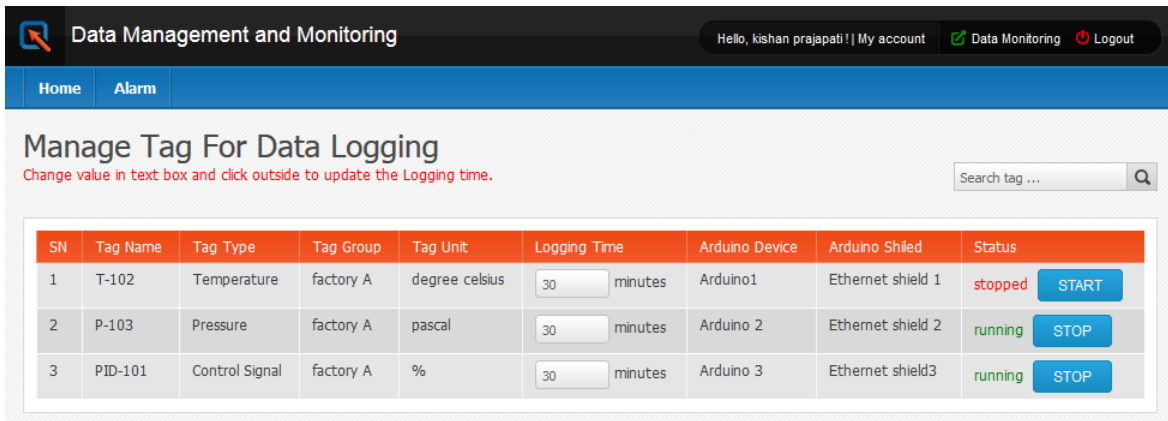 Data Management and Monitoring Hello, kishan prajapati ! | My account Data Monitoring Logout
Home Alarm
Manage Tag For Data Logging
Change value in text box and click outside to update the Logging time.
Search tag ...
SN Tag Name Tag Type Tag Group Tag Unit Logging Time Arduino Device Arduino Shiled Status
1 T-102 Temperature factory A degree celsius 30 minutes Arduino1 Ethernet shield 1 stopped START
2 P-103 Pressure factory A pascal 30 minutes Arduino 2 Ethernet shield 2 running STOP
3 PID-101 Control Signal factory A % 30 minutes Arduino 3 Ethernet shield3 running STOP